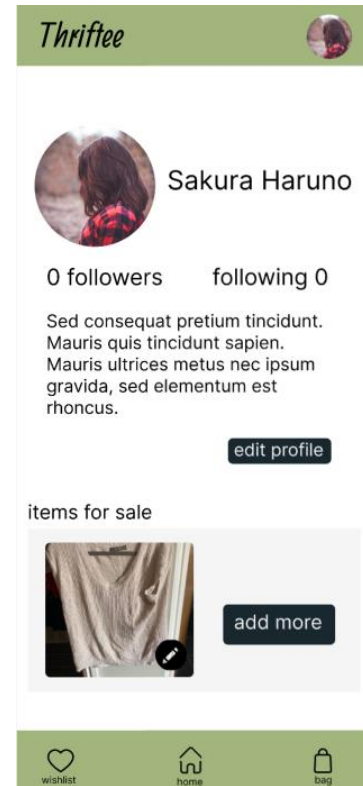 Thriftee
Sakura Haruno
0 followers
following 0
Sed consequat pretium tincidunt.
Mauris quis tincidunt sapien.
Mauris ultrices metus nec ipsum
gravida, sed elementum est
rhoncus.
edit profile
items for sale
add more
wishlist
home
bag